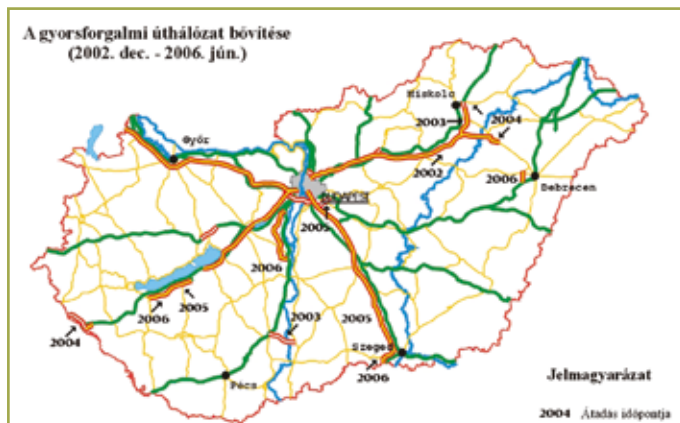 A gyorsforgalmi úthálózat bővítése
(2002. dec. - 2006. jún.)
Miskolc
2003
2004
Győr
2002
2006
Debrecen
BUDAPEST
2005
2006
2005
2006
2003
2005
2004
Szeged
2006
Pécs
Jelmagyarázat
2004 Átadás időpontja